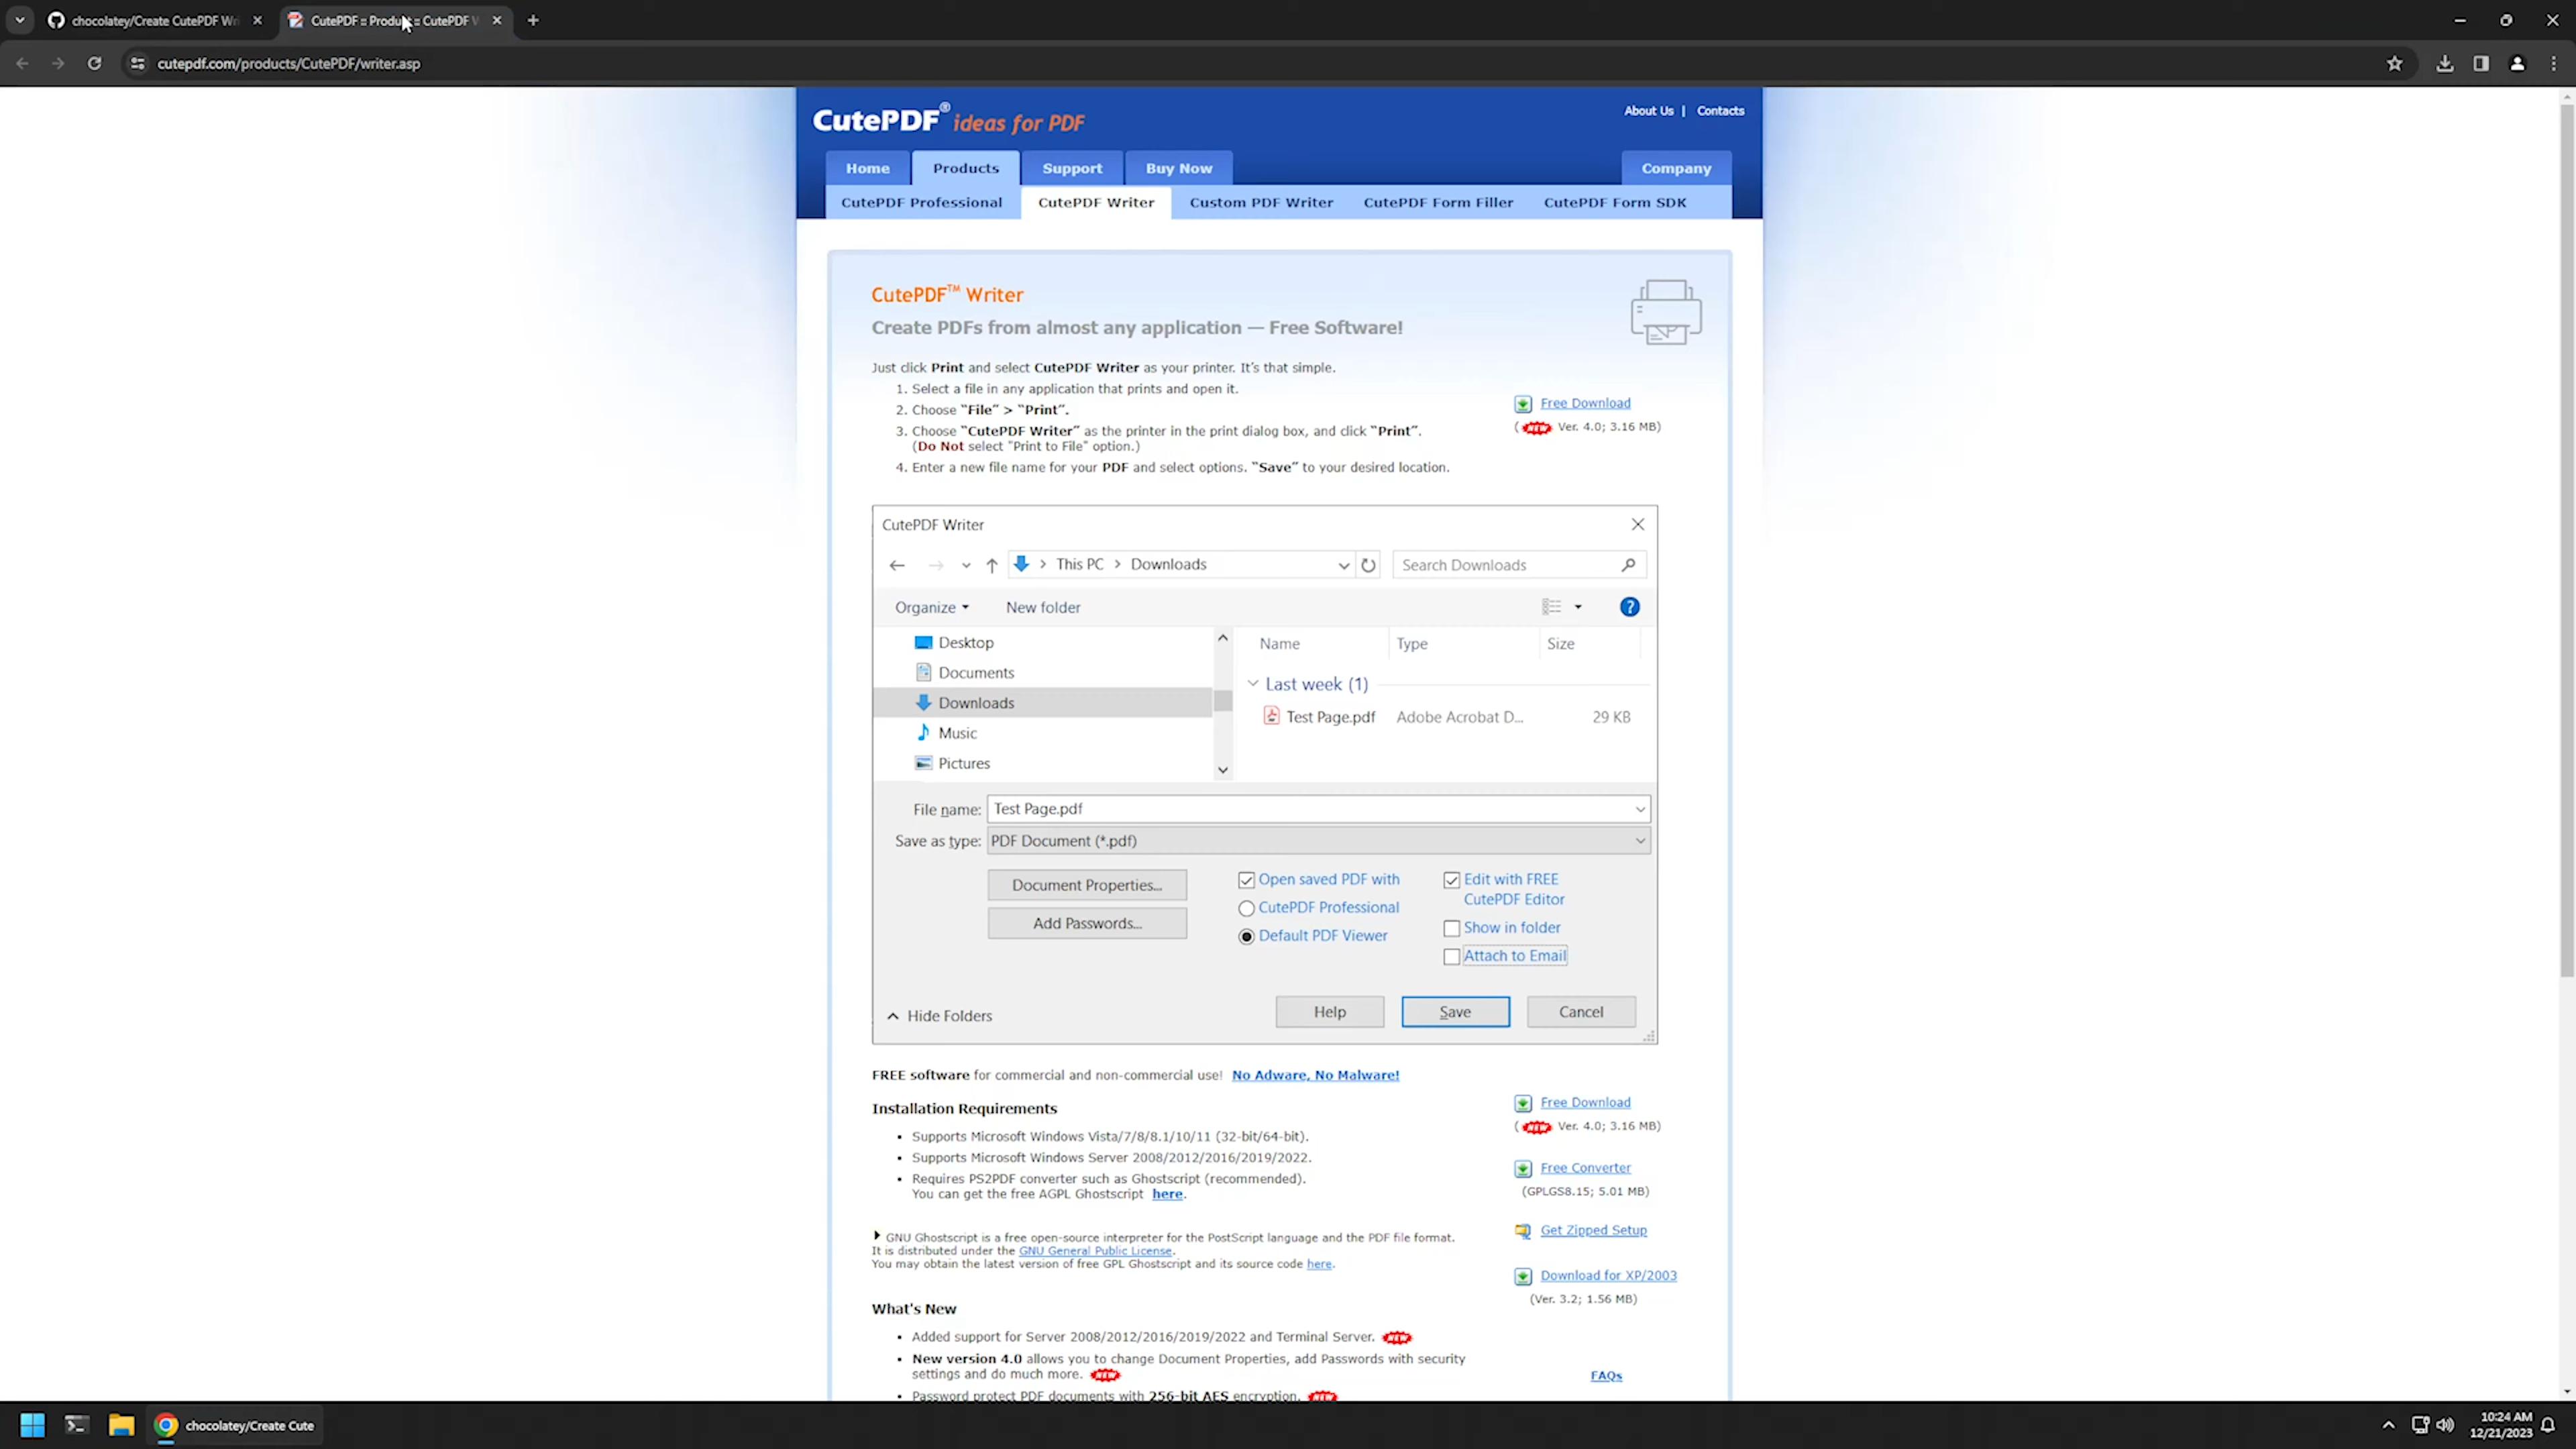 chocolatey/Create CutePDF Wri
CutePDF :: Produ :: CutePDF W
cutepdf.com/products/CutePDF/writer.asp
CutePDF® ideas for PDF
About Us | Contacts
Home Products Support Buy Now Company
CutePDF Professional CutePDF Writer Custom PDF Writer CutePDF Form Filler CutePDF Form SDK
CutePDF™ Writer
Create PDFs from almost any application — Free Software!
Just click Print and select CutePDF Writer as your printer. It's that simple.
1. Select a file in any application that prints and open it.
2. Choose “File” > “Print”.
3. Choose “CutePDF Writer” as the printer in the print dialog box, and click “Print”.
(Do Not select "Print to File" option.)
4. Enter a new file name for your PDF and select options. “Save” to your desired location.
Free Download
( NEW Ver. 4.0; 3.16 MB)
CutePDF Writer
This PC > Downloads
Search Downloads
Organize New folder
Desktop
Documents
Downloads
Music
Pictures
Name Type Size
Last week (1)
Test Page.pdf Adobe Acrobat D... 29 KB
File name: Test Page.pdf
Save as type: PDF Document (*.pdf)
Document Properties...
Add Passwords...
Open saved PDF with
CutePDF Professional
Default PDF Viewer
Edit with FREE
CutePDF Editor
Show in folder
Attach to Email
Hide Folders
Help Save Cancel
FREE software for commercial and non-commercial use! No Adware, No Malware!
Installation Requirements
• Supports Microsoft Windows Vista/7/8/8.1/10/11 (32-bit/64-bit).
• Supports Microsoft Windows Server 2008/2012/2016/2019/2022.
• Requires PS2PDF converter such as Ghostscript (recommended).
You can get the free AGPL Ghostscript here.
Free Download
( NEW Ver. 4.0; 3.16 MB)
Free Converter
(GPLGS8.15; 5.01 MB)
Get Zipped Setup
Download for XP/2003
(Ver. 3.2; 1.56 MB)
GNU Ghostscript is a free open-source interpreter for the PostScript language and the PDF file format.
It is distributed under the GNU General Public License.
You may obtain the latest version of free GPL Ghostscript and its source code here.
What's New
• Added support for Server 2008/2012/2016/2019/2022 and Terminal Server. NEW
• New version 4.0 allows you to change Document Properties, add Passwords with security
settings and do much more. NEW
• Password protect PDF documents with 256-bit AES encryption. NEW
FAQs
chocolatey/Create Cute
10:24 AM
12/21/2023